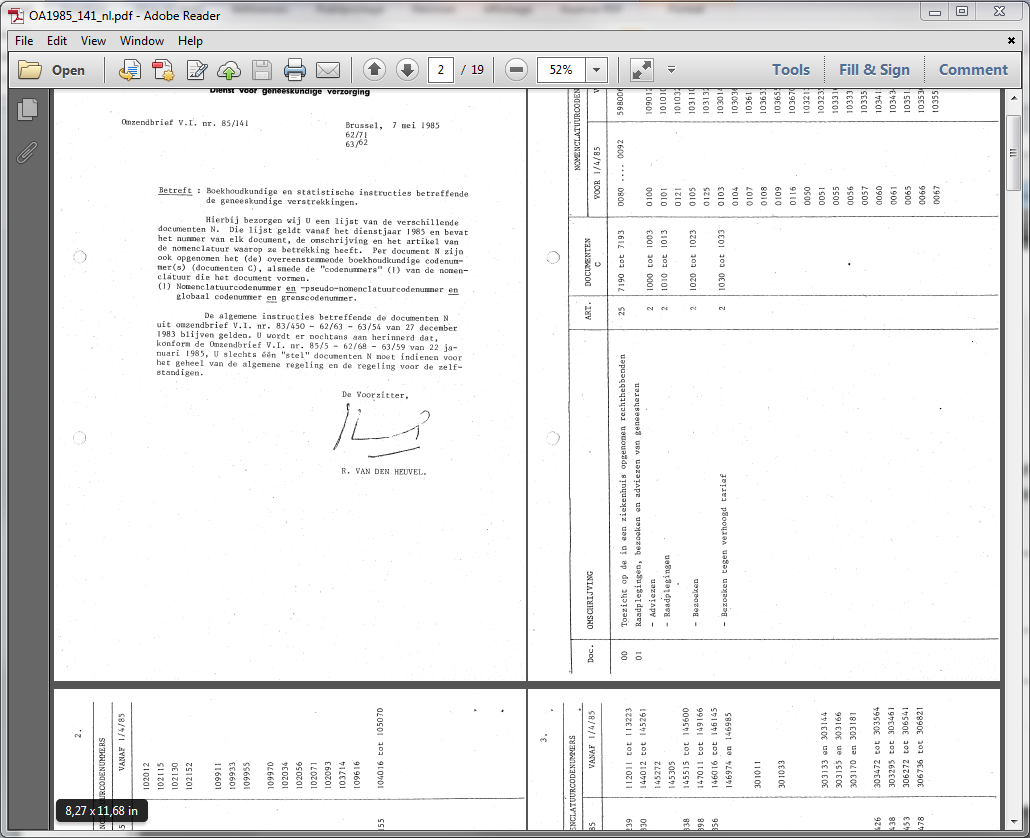 OA1985_141_nl.pdf - Adobe Reader
File Edit View Window Help
Open 2 / 19 52% Tools Fill & Sign Comment
Dienst voor geneeskundige verzorging
Omzendbrief V.I. nr. 85/141
Brussel, 7 mei 1985
62/71
63/62
Betreft : Boekhoudkundige en statistische instructies betreffende
de geneeskundige verstrekkingen.
Hierbij bezorgen wij U een lijst van de verschillende
documenten N. Die lijst geldt vanaf het dienstjaar 1985 en bevat
het nummer van elk document, de omschrijving en het artikel van
de nomenclatuur waarop ze betrekking heeft. Per document N zijn
ook opgenomen het (de) overeenstemmende boekhoudkundige codenum-
mer(s) (documenten C), alsmede de "codenummers" (1) van de nomen-
clatuur die het document vormen.
(1) Nomenclatuurcodenummer en -pseudo-nomenclatuurcodenummer en
globaal codenummer en grenscodenummer.
De algemene instructies betreffende de documenten N
uit omzendbrief V.I. nr. 83/450 - 62/63 - 63/54 van 27 december
1983 blijven gelden. U wordt er nochtans aan herinnerd dat,
konform de Omzendbrief V.I. nr. 85/5 - 62/68 - 63/59 van 22 ja-
nuari 1985, U slechts één "stel" documenten N moet indienen voor
het geheel van de algemene regeling en de regeling voor de zelf-
standigen.
De Voorzitter,
R. VAN DEN HEUVEL.
Doc. OMSCHRIJVING ART. DOCUMENTEN C NOMENCLATUURCODEN
VOOR 1/4/85 V
00 Toezicht op de in een ziekenhuis opgenomen rechthebbenden 25 7190 tot 7193 0080 .... 0092
01 Raadplegingen, bezoeken en adviezen van geneesheren
- Adviezen 2 1000 tot 1003 0100
- Raadplegingen 2 1010 tot 1013 0101
0121
- Bezoeken 2 1020 tot 1023 0105
0125
- Bezoeken tegen verhoogd tarief 2 1030 tot 1033 0103
0104
0107
0108
0109
0116
0050
0051
0055
0056
0057
0060
0061
0065
0066
0067
2.
RCODENUMMERS
VANAF 1/4/85
102012
102115
102130
102152
109911
109933
109955
109970
102034
102056
102071
102093
103714
109616
104016 tot 105070
3.
ENCLATUURCODENUMMERS
VANAF 1/4/85
112011 tot 113223
144012 tot 145261
145272
145305
145515 tot 145600
147011 tot 149166
146016 tot 146145
146974 en 146985
301011
301033
303133 en 303144
303155 en 303166
303170 en 303181
303472 tot 303564
303295 tot 303461
306272 tot 306541
306736 tot 306821
8,27 x 11,68 in